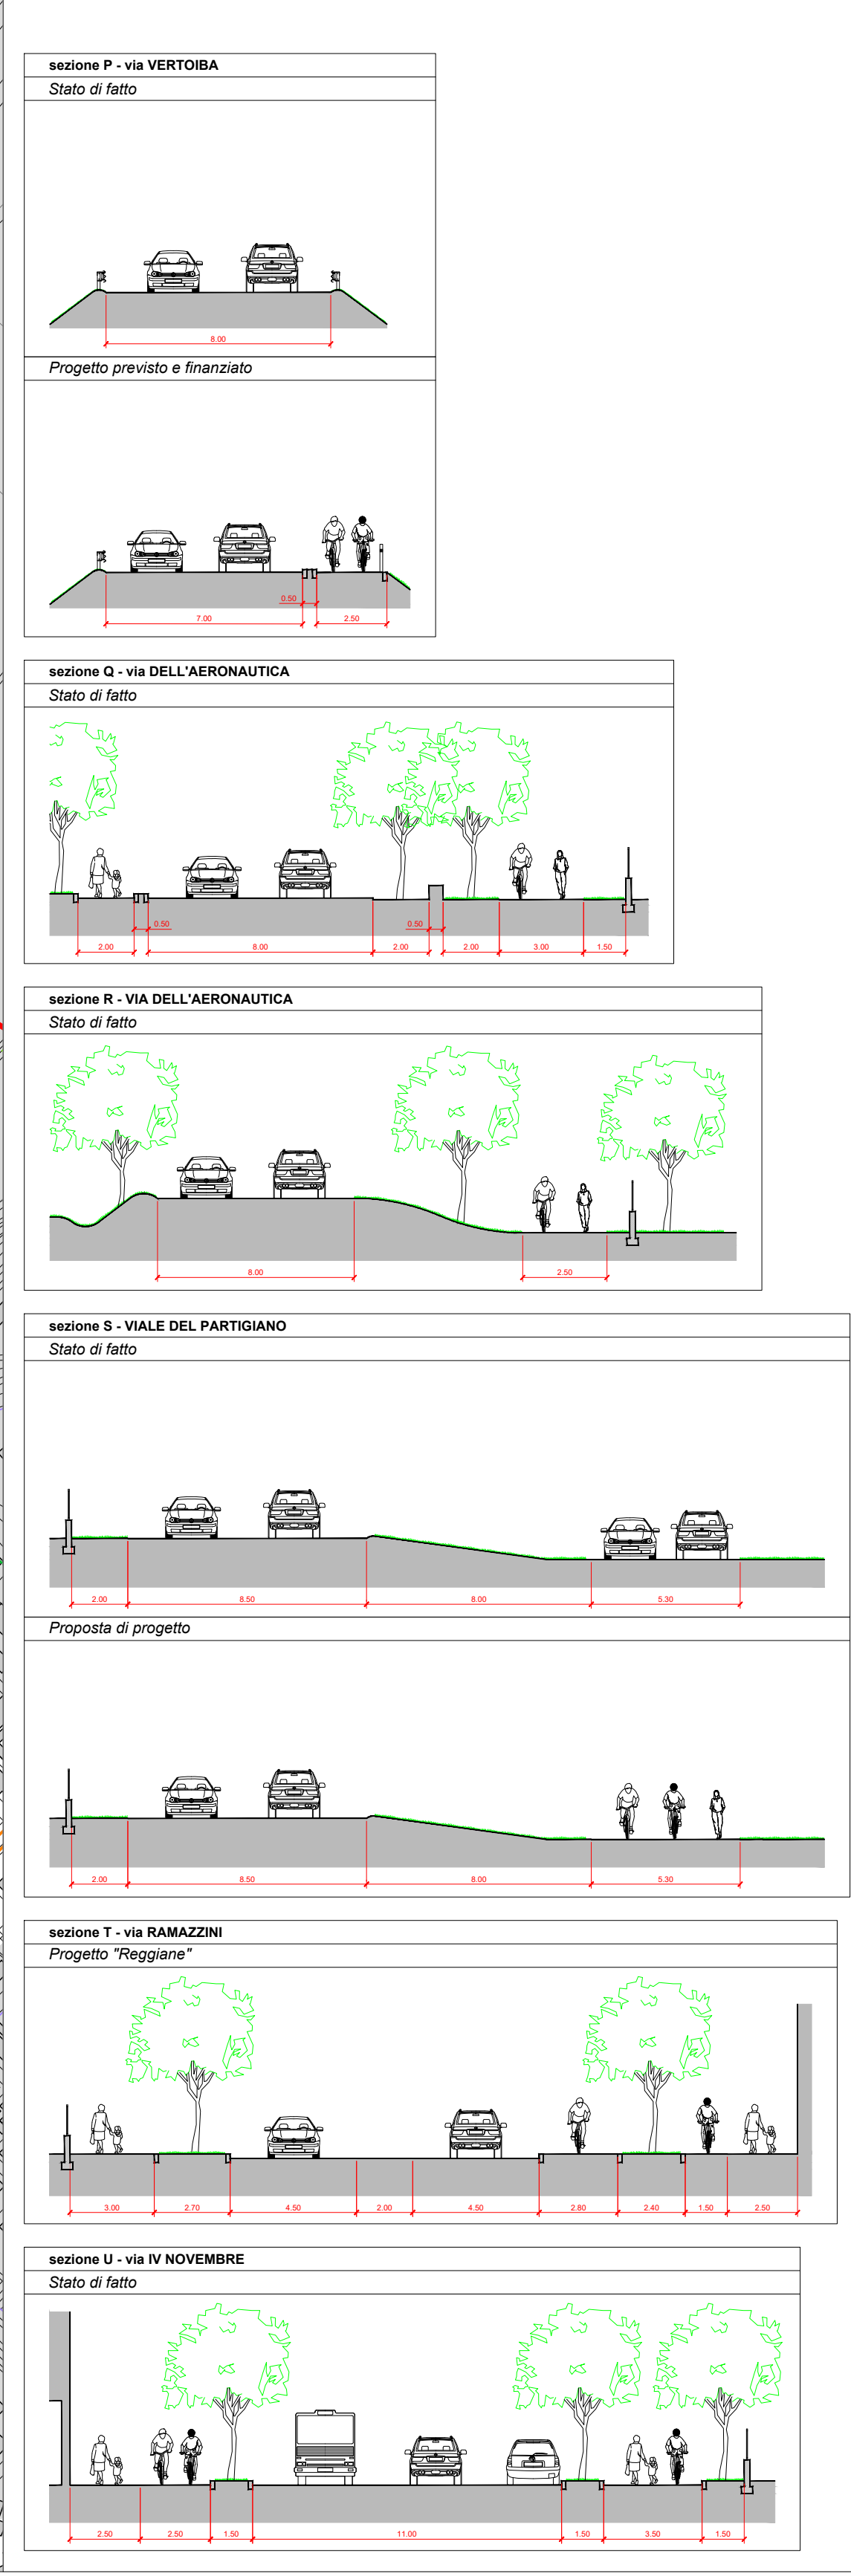 sezione P - via VERTOIBA
Stato di fatto
8.00
Progetto previsto e finanziato
0.50
7.00 2.50
sezione Q - via DELL'AERONAUTICA
Stato di fatto
0.50 0.50
2.00 8.00 2.00 2.00 3.00 1.50
sezione R - VIA DELL'AERONAUTICA
Stato di fatto
8.00 2.50
sezione S - VIALE DEL PARTIGIANO
Stato di fatto
2.00 8.50 8.00 5.30
Proposta di progetto
2.00 8.50 8.00 5.30
sezione T - via RAMAZZINI
Progetto "Reggiane"
3.00 2.70 4.50 2.00 4.50 2.80 2.40 1.50 2.50
sezione U - via IV NOVEMBRE
Stato di fatto
2.50 2.50 1.50 11.00 1.50 3.50 1.50